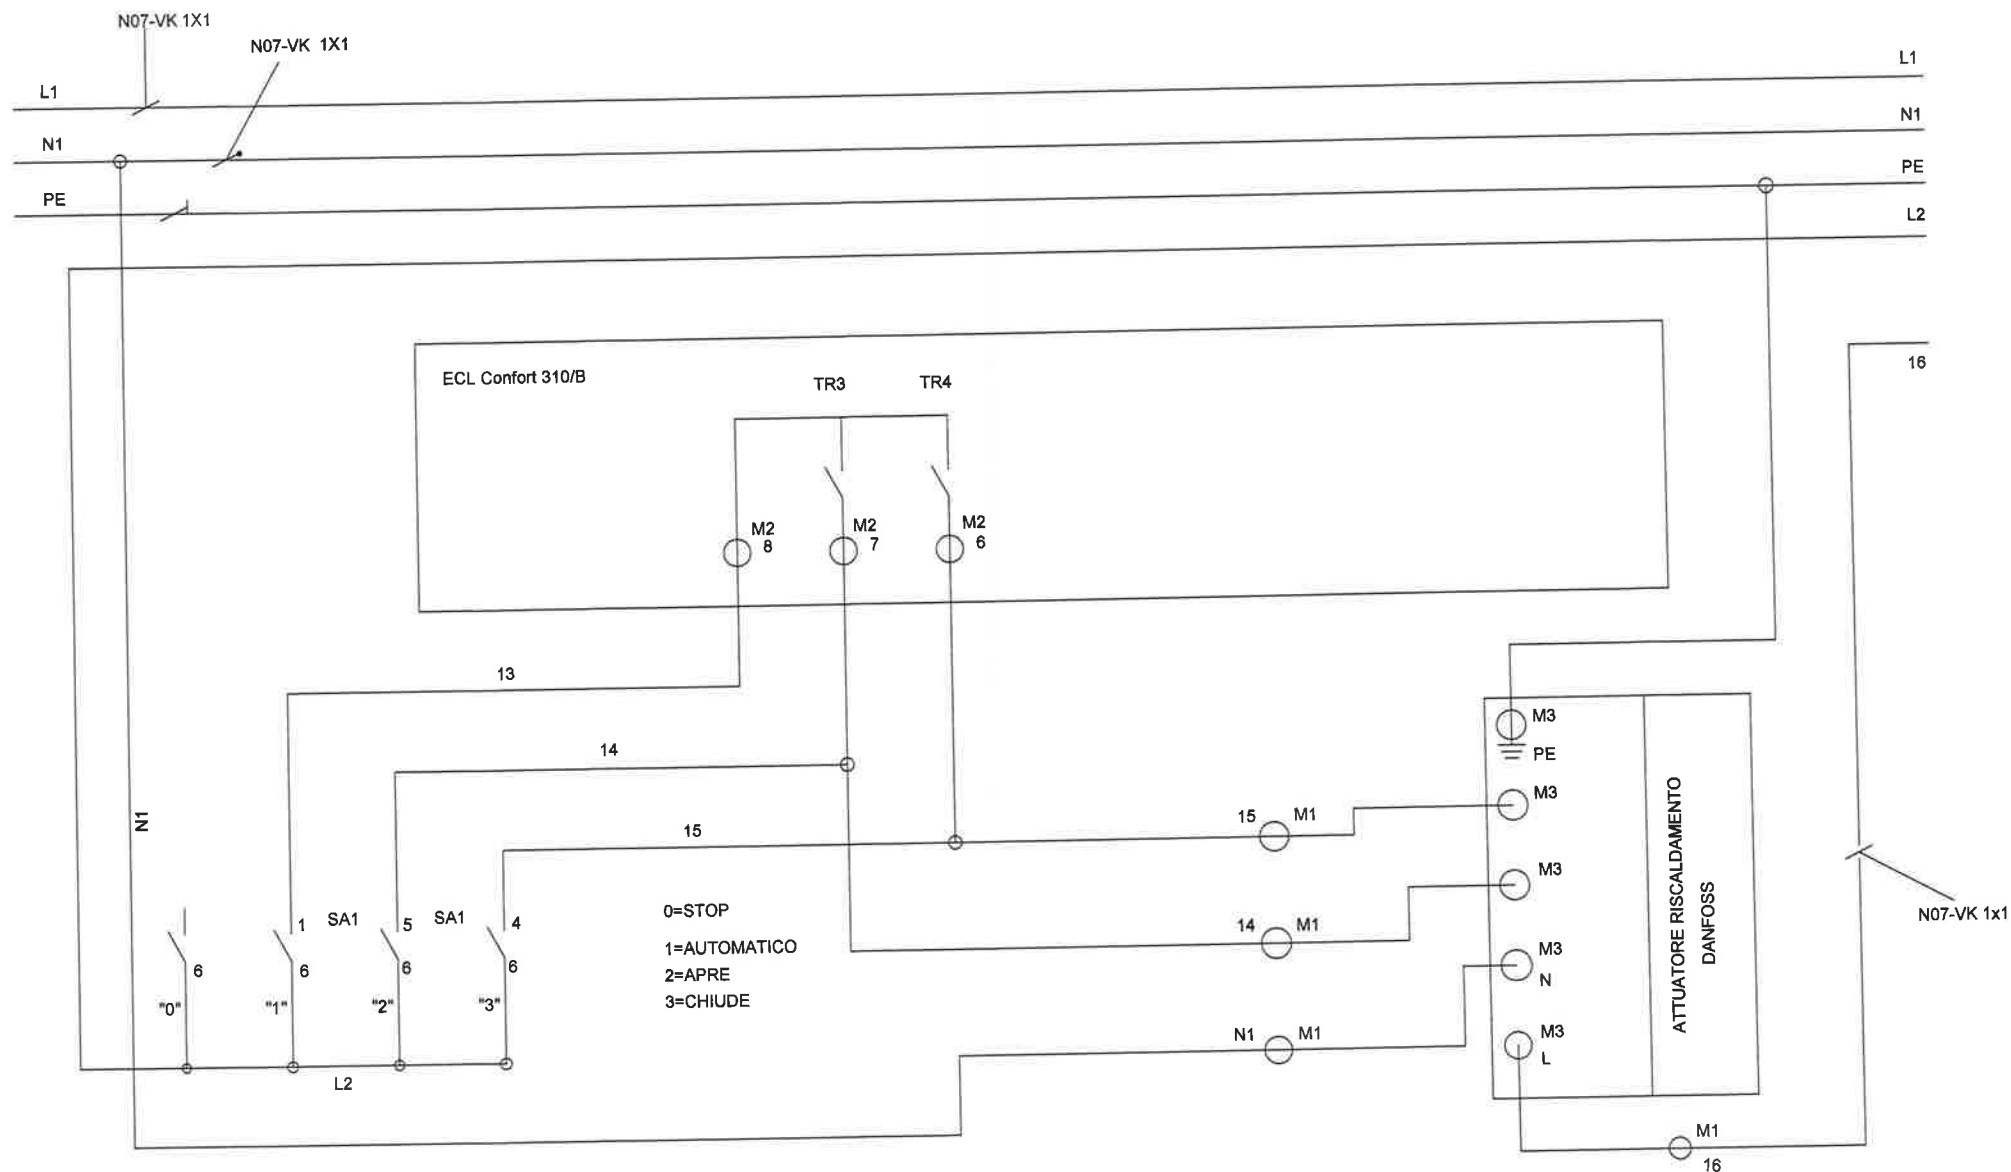 N07-VK 1X1
N07-VK 1X1
L1
L1
N1
N1
PE
PE
L2
16
ECL Confort 310/B
TR3
TR4
M2
8
M2
7
M2
6
13
14
15
N1
M3
PE
M3
M3
M3
N
M3
L
ATTUATORE RISCALDAMENTO
DANFOSS
15
M1
14
M1
N1
M1
N07-VK 1x1
1
SA1
5
SA1
4
6
6
6
6
"0"
"1"
"2"
"3"
0=STOP
1=AUTOMATICO
2=APRE
3=CHIUDE
L2
M1
16